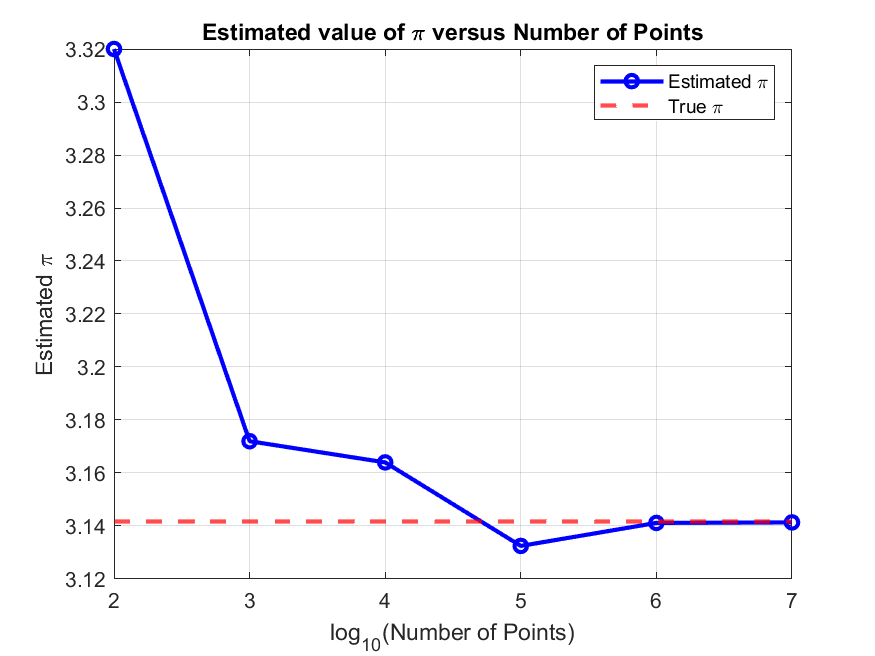 Estimated value of π versus Number of Points
Estimated π
True π
3.32
3.3
3.28
3.26
3.24
3.22
3.2
3.18
3.16
3.14
3.12
Estimated π
2 3 4 5 6 7
log10(Number of Points)